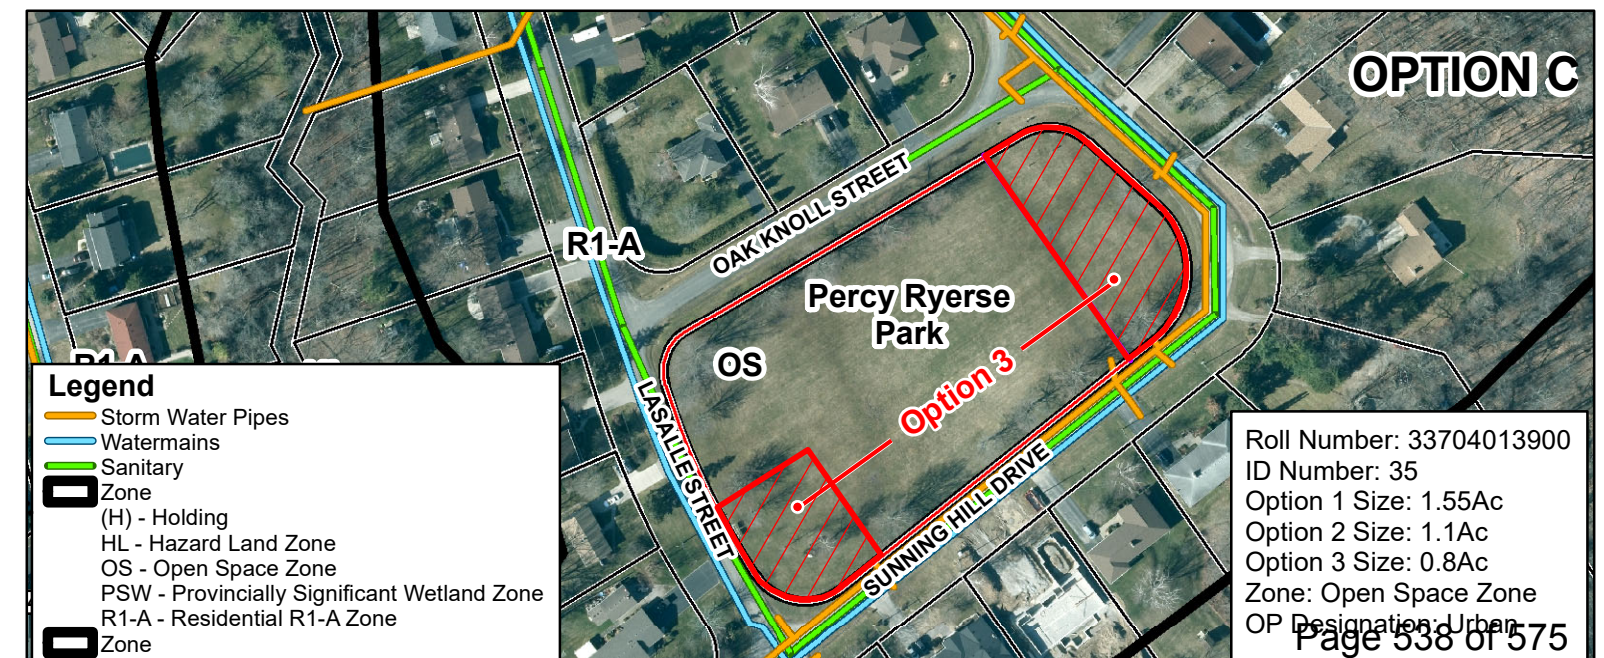 OPTION C
R1-A
OAK KNOLL STREET
Percy Ryerse
Park
OS
Option 3
LASALLE STREET
SUNNING HILL DRIVE
R1-A
Legend
Storm Water Pipes
Watermains
Sanitary
Zone
(H) - Holding
HL - Hazard Land Zone
OS - Open Space Zone
PSW - Provincially Significant Wetland Zone
R1-A - Residential R1-A Zone
Zone
Roll Number: 33704013900
ID Number: 35
Option 1 Size: 1.55Ac
Option 2 Size: 1.1Ac
Option 3 Size: 0.8Ac
Zone: Open Space Zone
OP Designation: Urban
Page 538 of 575